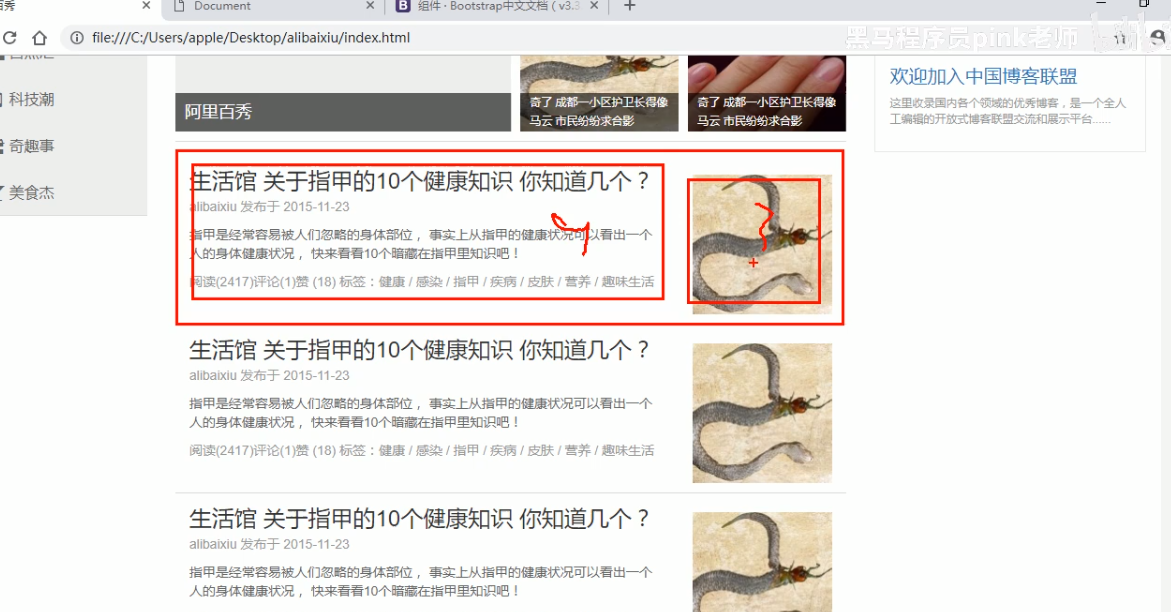 百秀
Document
组件 · Bootstrap中文文档 ( v3.3
file:///C:/Users/apple/Desktop/alibaixiu/index.html
黑马程序员pink老师
科技潮
奇趣事
美食杰
阿里百秀
奇了 成都一小区护卫长得像
马云 市民纷纷求合影
奇了 成都一小区护卫长得像
马云 市民纷纷求合影
欢迎加入中国博客联盟
这里收录国内各个领域的优秀博客，是一个全人
工编辑的开放式博客联盟交流和展示平台......
生活馆 关于指甲的10个健康知识 你知道几个？
alibaixiu 发布于 2015-11-23
指甲是经常容易被人们忽略的身体部位， 事实上从指甲的健康状况可以看出一个
人的身体健康状况， 快来看看10个暗藏在指甲里知识吧！
阅读(2417)评论(1)赞 (18) 标签：健康 / 感染 / 指甲 / 疾病 / 皮肤 / 营养 / 趣味生活
生活馆 关于指甲的10个健康知识 你知道几个？
alibaixiu 发布于 2015-11-23
指甲是经常容易被人们忽略的身体部位， 事实上从指甲的健康状况可以看出一个
人的身体健康状况， 快来看看10个暗藏在指甲里知识吧！
阅读(2417)评论(1)赞 (18) 标签：健康 / 感染 / 指甲 / 疾病 / 皮肤 / 营养 / 趣味生活
生活馆 关于指甲的10个健康知识 你知道几个？
alibaixiu 发布于 2015-11-23
指甲是经常容易被人们忽略的身体部位， 事实上从指甲的健康状况可以看出一个
人的身体健康状况， 快来看看10个暗藏在指甲里知识吧！